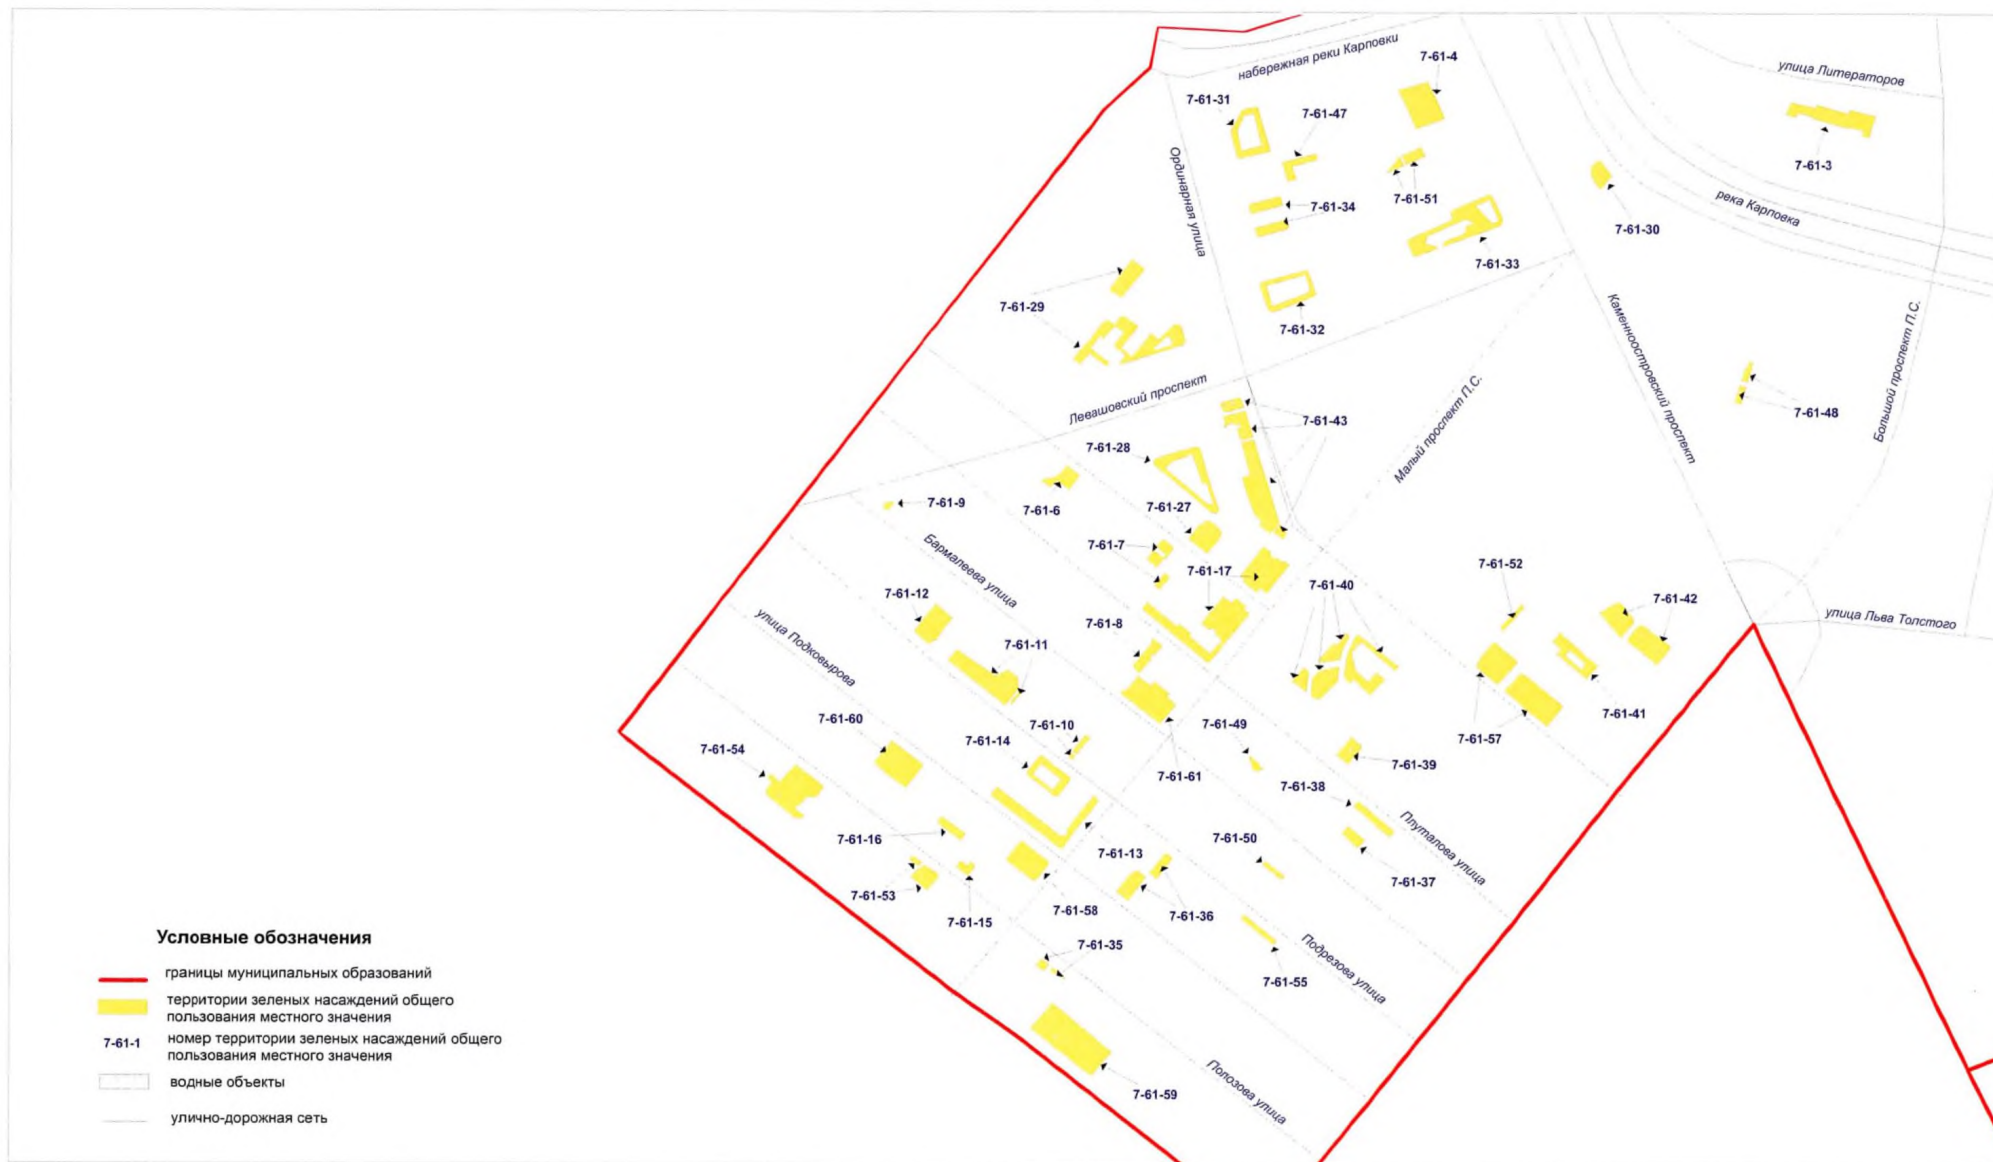 набережная реки Карповки
7-61-4
улица Литераторов
7-61-31
7-61-47
7-61-3
Ординарная улица
7-61-51
7-61-34
река Карповка
7-61-30
7-61-33
7-61-29
7-61-32
Каменноостровский проспект
Большой проспект П.С.
Левашовский проспект
Малый проспект П.С.
7-61-48
7-61-43
7-61-28
7-61-9
7-61-6
7-61-27
7-61-7
Бармалеева улица
7-61-17
7-61-40
7-61-52
7-61-42
7-61-12
улица Льва Толстого
7-61-8
улица Подковырова
7-61-11
7-61-41
7-61-60
7-61-10
7-61-49
7-61-14
7-61-57
7-61-54
7-61-39
7-61-61
7-61-38
Плуталова улица
7-61-16
7-61-50
7-61-13
7-61-37
7-61-53
7-61-15
7-61-58
7-61-36
7-61-35
Подрезова улица
7-61-55
7-61-59
Полозова улица
Условные обозначения
границы муниципальных образований
территории зеленых насаждений общего
пользования местного значения
7-61-1
номер территории зеленых насаждений общего
пользования местного значения
водные объекты
улично-дорожная сеть